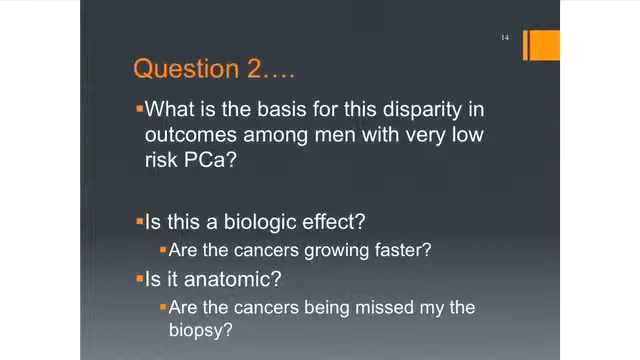 14
Question 2....
What is the basis for this disparity in
outcomes among men with very low
risk PCa?
Is this a biologic effect?
Are the cancers growing faster?
Is it anatomic?
Are the cancers being missed my the
biopsy?